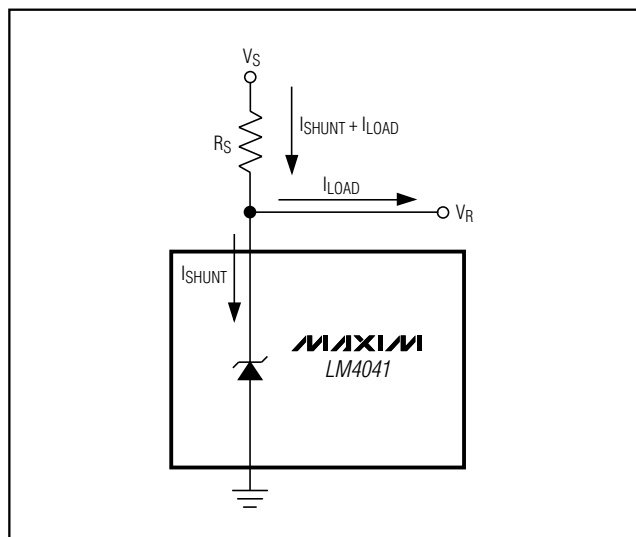 VS
ISHUNT + ILOAD
RS
ILOAD
VR
ISHUNT
MAXIM
LM4041